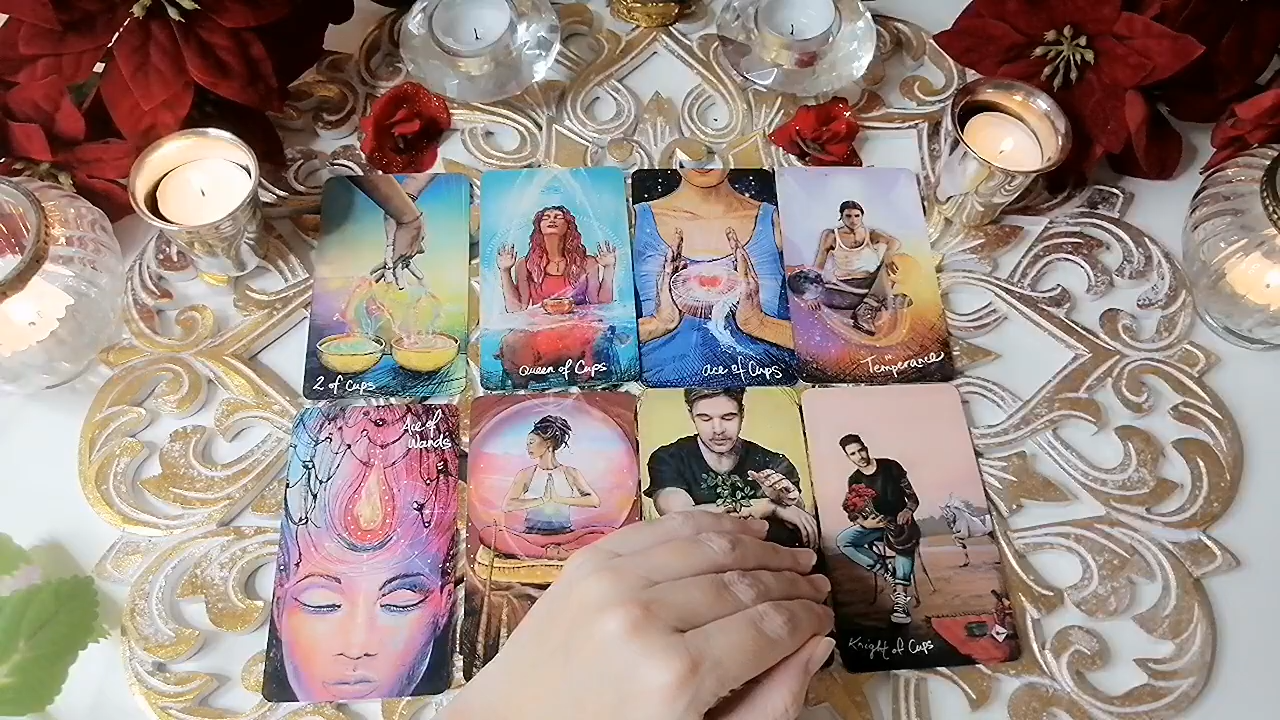 2 of Cups
Queen of Cups
ace of Cups
Temperance
Ace of
Wands
Knight of Cups